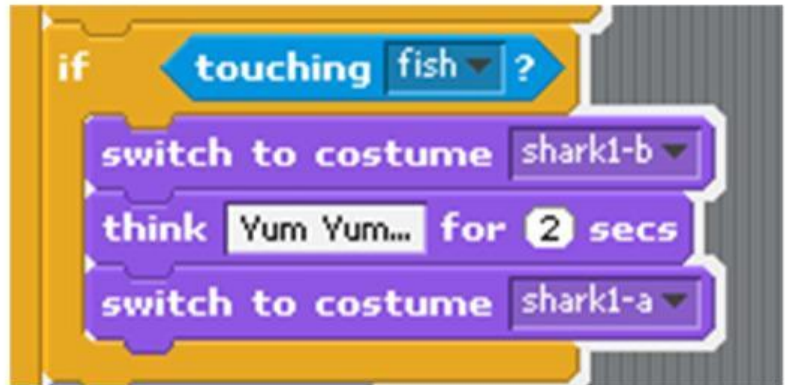 if touching fish ?
switch to costume shark1-b
think Yum Yum... for 2 secs
switch to costume shark1-a